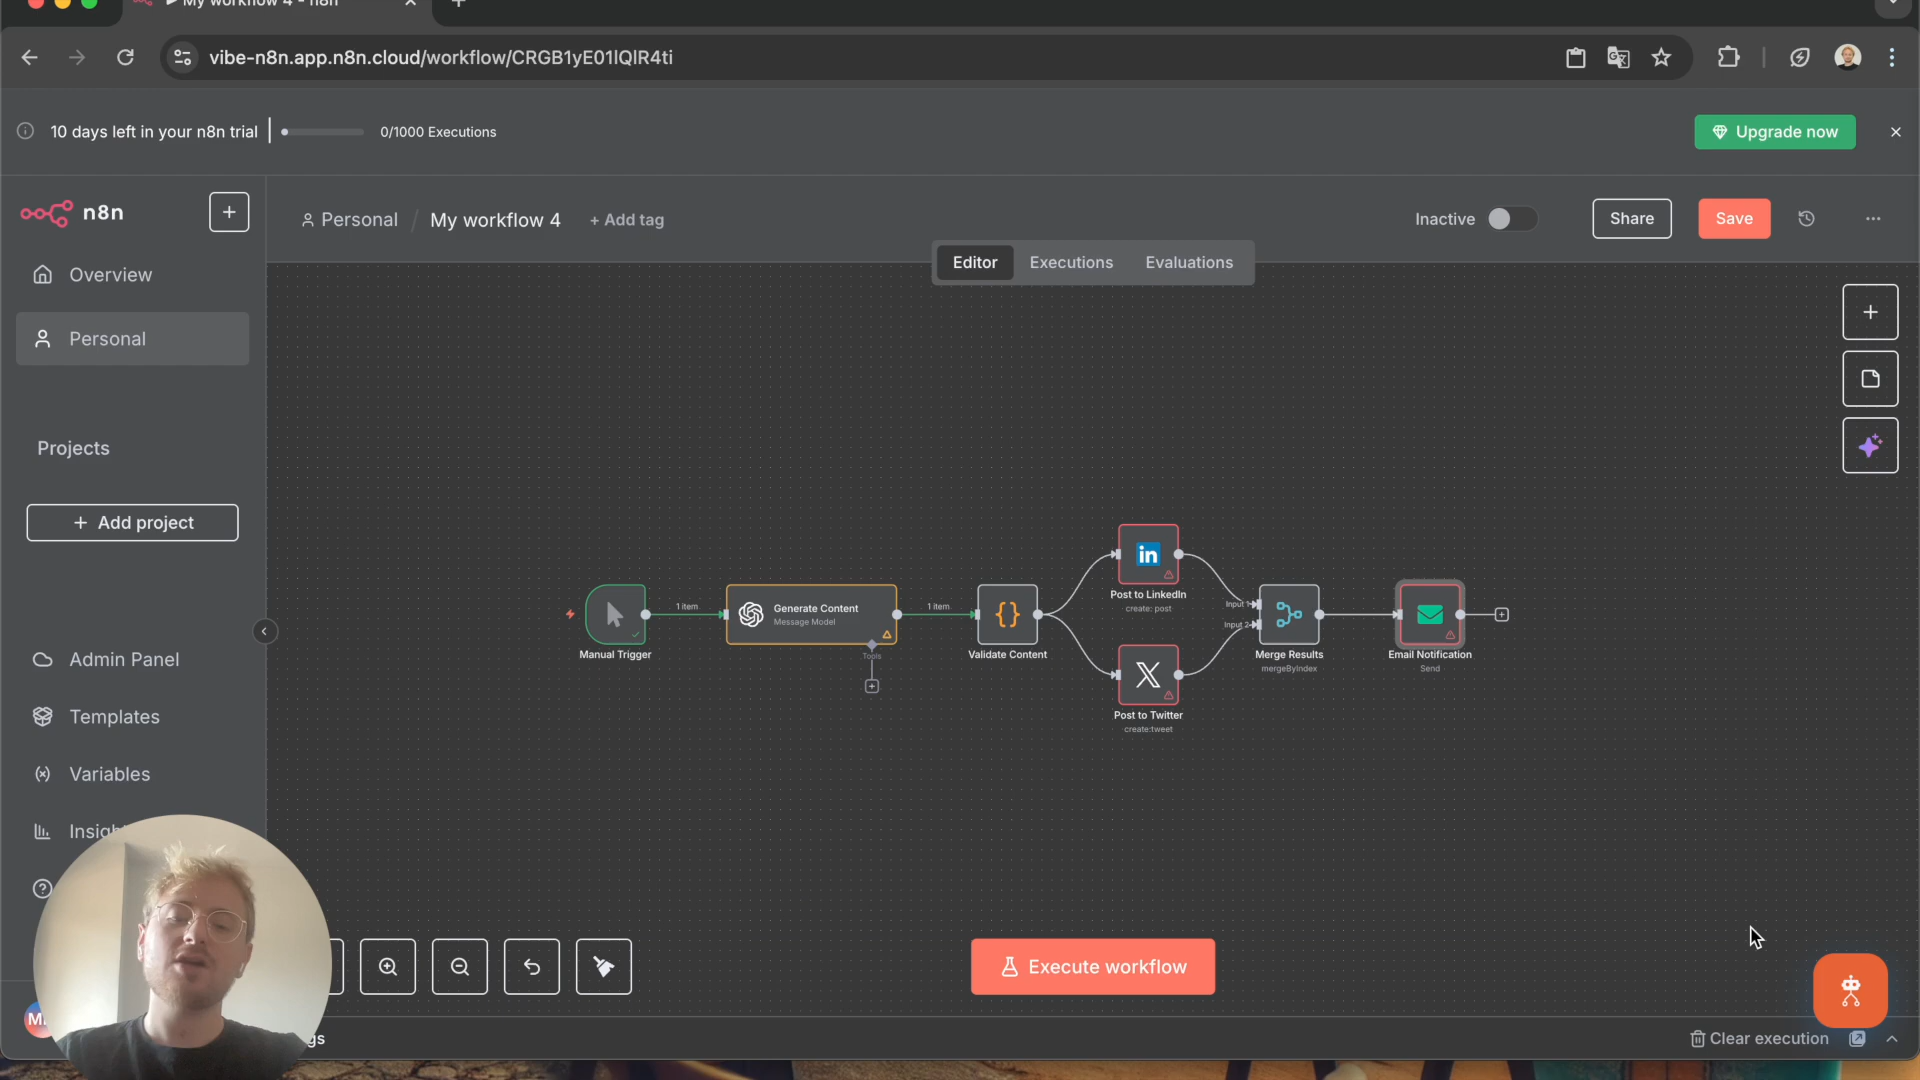 My workflow 4 - n8n
vibe-n8n.app.n8n.cloud/workflow/CRGB1yE01lQlR4ti
10 days left in your n8n trial
0/1000 Executions
Upgrade now
n8n
Personal / My workflow 4
+ Add tag
Inactive
Share
Save
Editor
Executions
Evaluations
Overview
Personal
Projects
+ Add project
Admin Panel
Templates
Variables
Manual Trigger
1 item
Generate Content
Message Model
Tools
1 item
Validate Content
Post to LinkedIn
create: post
Post to Twitter
create:tweet
Input 1
Input 2
Merge Results
mergeByIndex
Email Notification
Send
Execute workflow
Clear execution